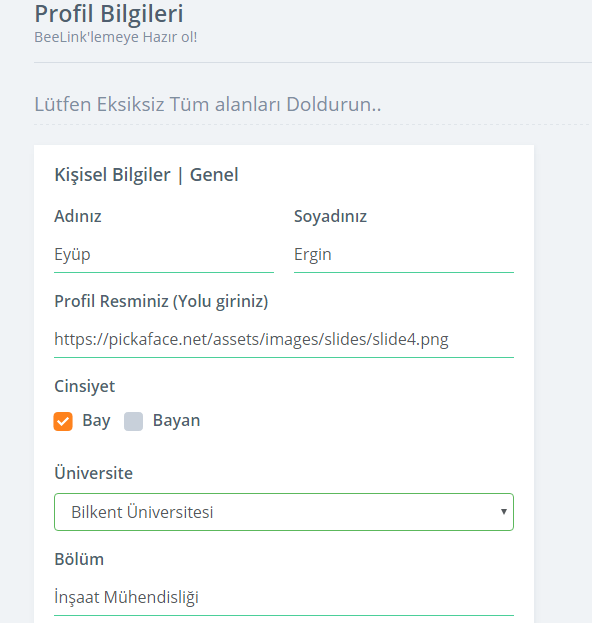 Profil Bilgileri
BeeLink'lemeye Hazır ol!
Lütfen Eksiksiz Tüm alanları Doldurun..
Kişisel Bilgiler | Genel
Adınız Soyadınız
Eyüp Ergin
Profil Resminiz (Yolu giriniz)
https://pickaface.net/assets/images/slides/slide4.png
Cinsiyet
Bay Bayan
Üniversite
Bilkent Üniversitesi
Bölüm
İnşaat Mühendisliği